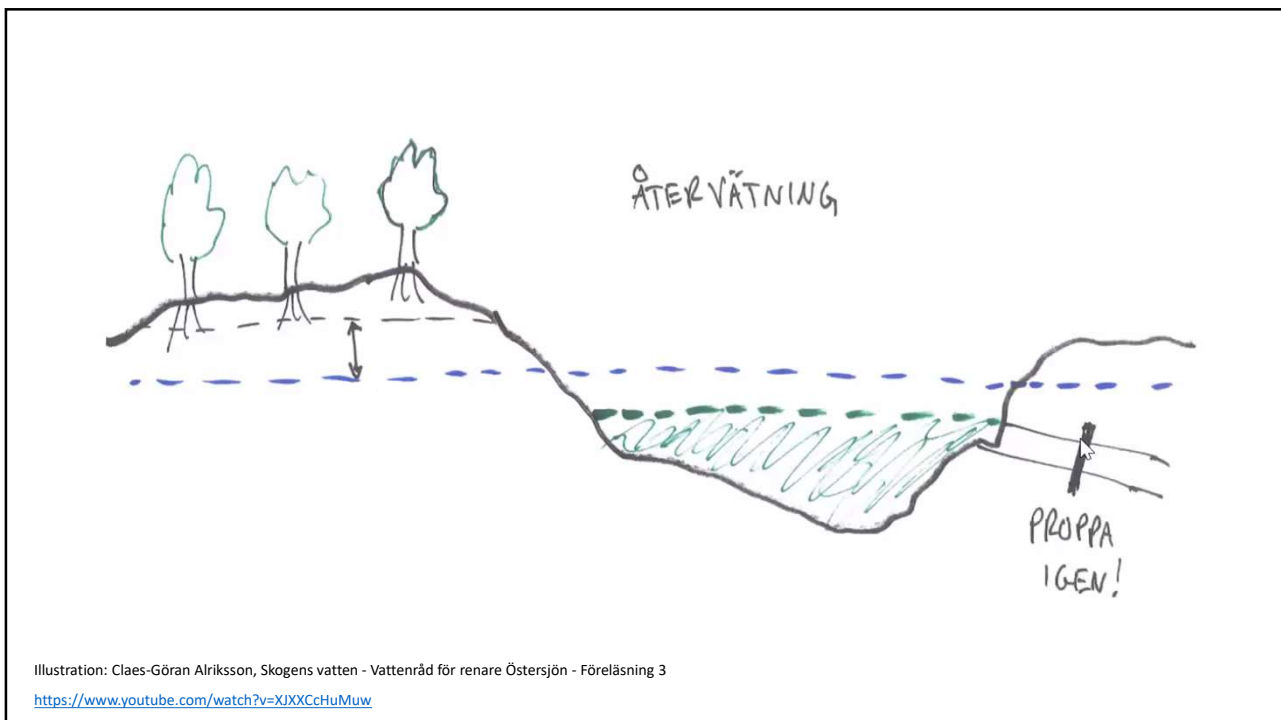 ÅTERVÄTNING
PROPPA
IGEN!
Illustration: Claes-Göran Alriksson, Skogens vatten - Vattenråd för renare Östersjön - Föreläsning 3
https://www.youtube.com/watch?v=XJXXCcHuMuw